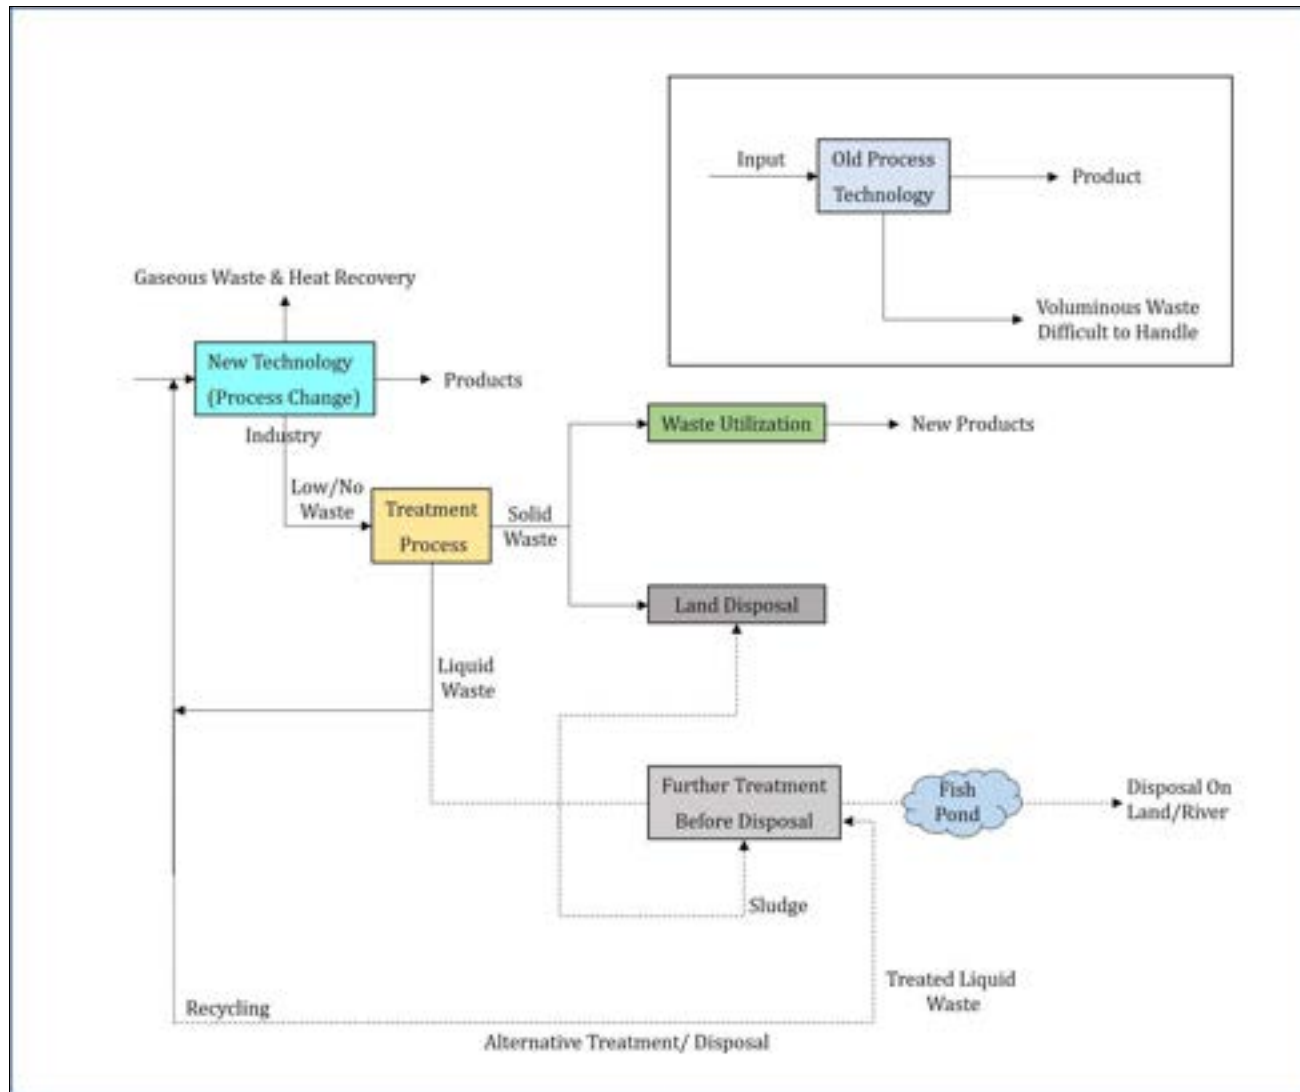 Input
Old Process
Technology
Product
Voluminous Waste
Difficult to Handle
Gaseous Waste & Heat Recovery
New Technology
(Process Change)
Products
Industry
Low/No
Waste
Treatment
Process
Solid
Waste
Waste Utilization
New Products
Land Disposal
Liquid
Waste
Further Treatment
Before Disposal
Fish
Pond
Disposal On
Land/River
Sludge
Treated Liquid
Waste
Recycling
Alternative Treatment/ Disposal